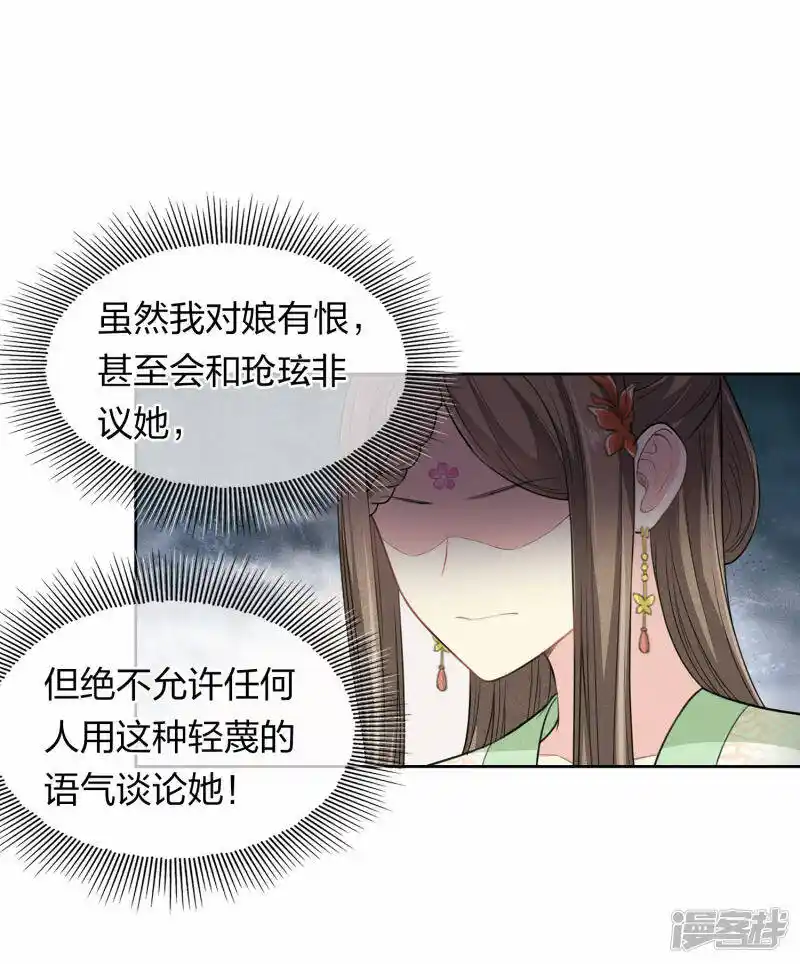 虽然我对娘有恨，
甚至会和玱玹非
议她，
但绝不允许任何
人用这种轻蔑的
语气谈论她！
漫客栈